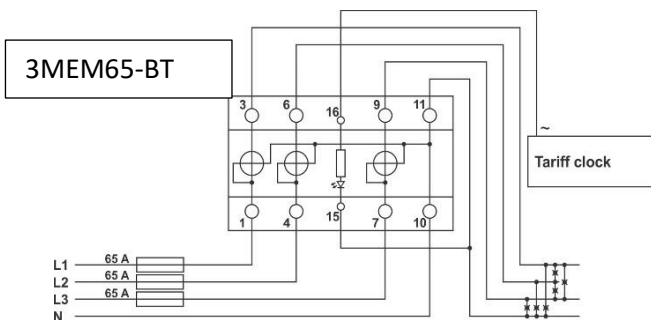 3MEM65-BT
3 6 16 9 11
~
Tariff clock
1 4 15 7 10
L1 65 A
L2 65 A
L3 65 A
N